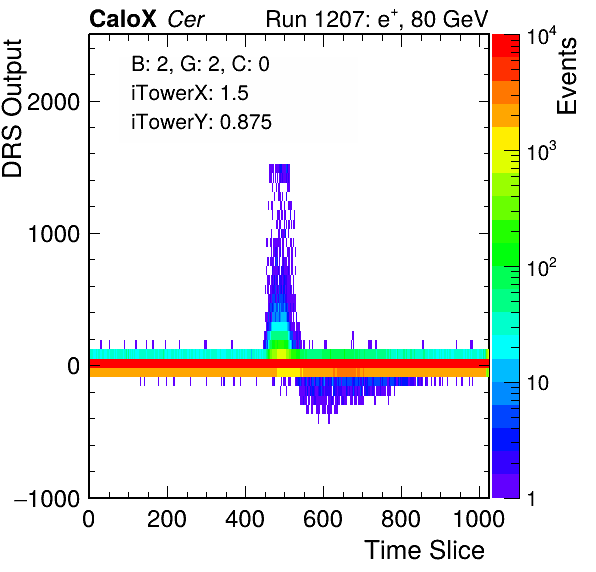 CaloX Cer Run 1207: e⁺, 80 GeV
B: 2, G: 2, C: 0
iTowerX: 1.5
iTowerY: 0.875
DRS Output
2000
1000
0
−1000
0 200 400 600 800 1000
Time Slice
10⁴
10³
10²
10
1
Events